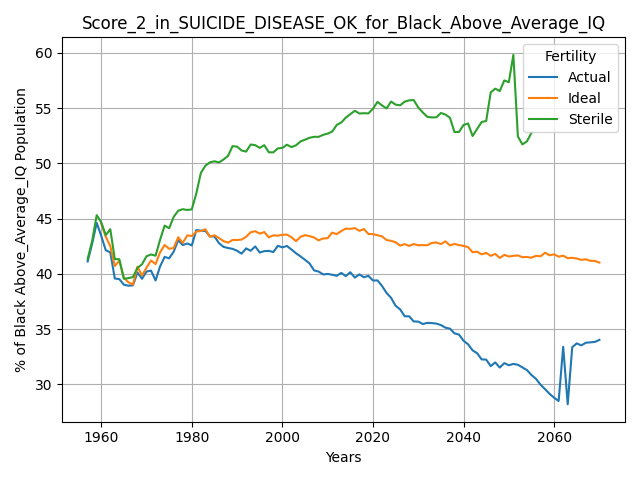 Score_2_in_SUICIDE_DISEASE_OK_for_Black_Above_Average_IQ
Fertility
Actual
Ideal
Sterile
% of Black Above_Average_IQ Population
60
55
50
45
40
35
30
1960
1980
2000
2020
2040
2060
Years